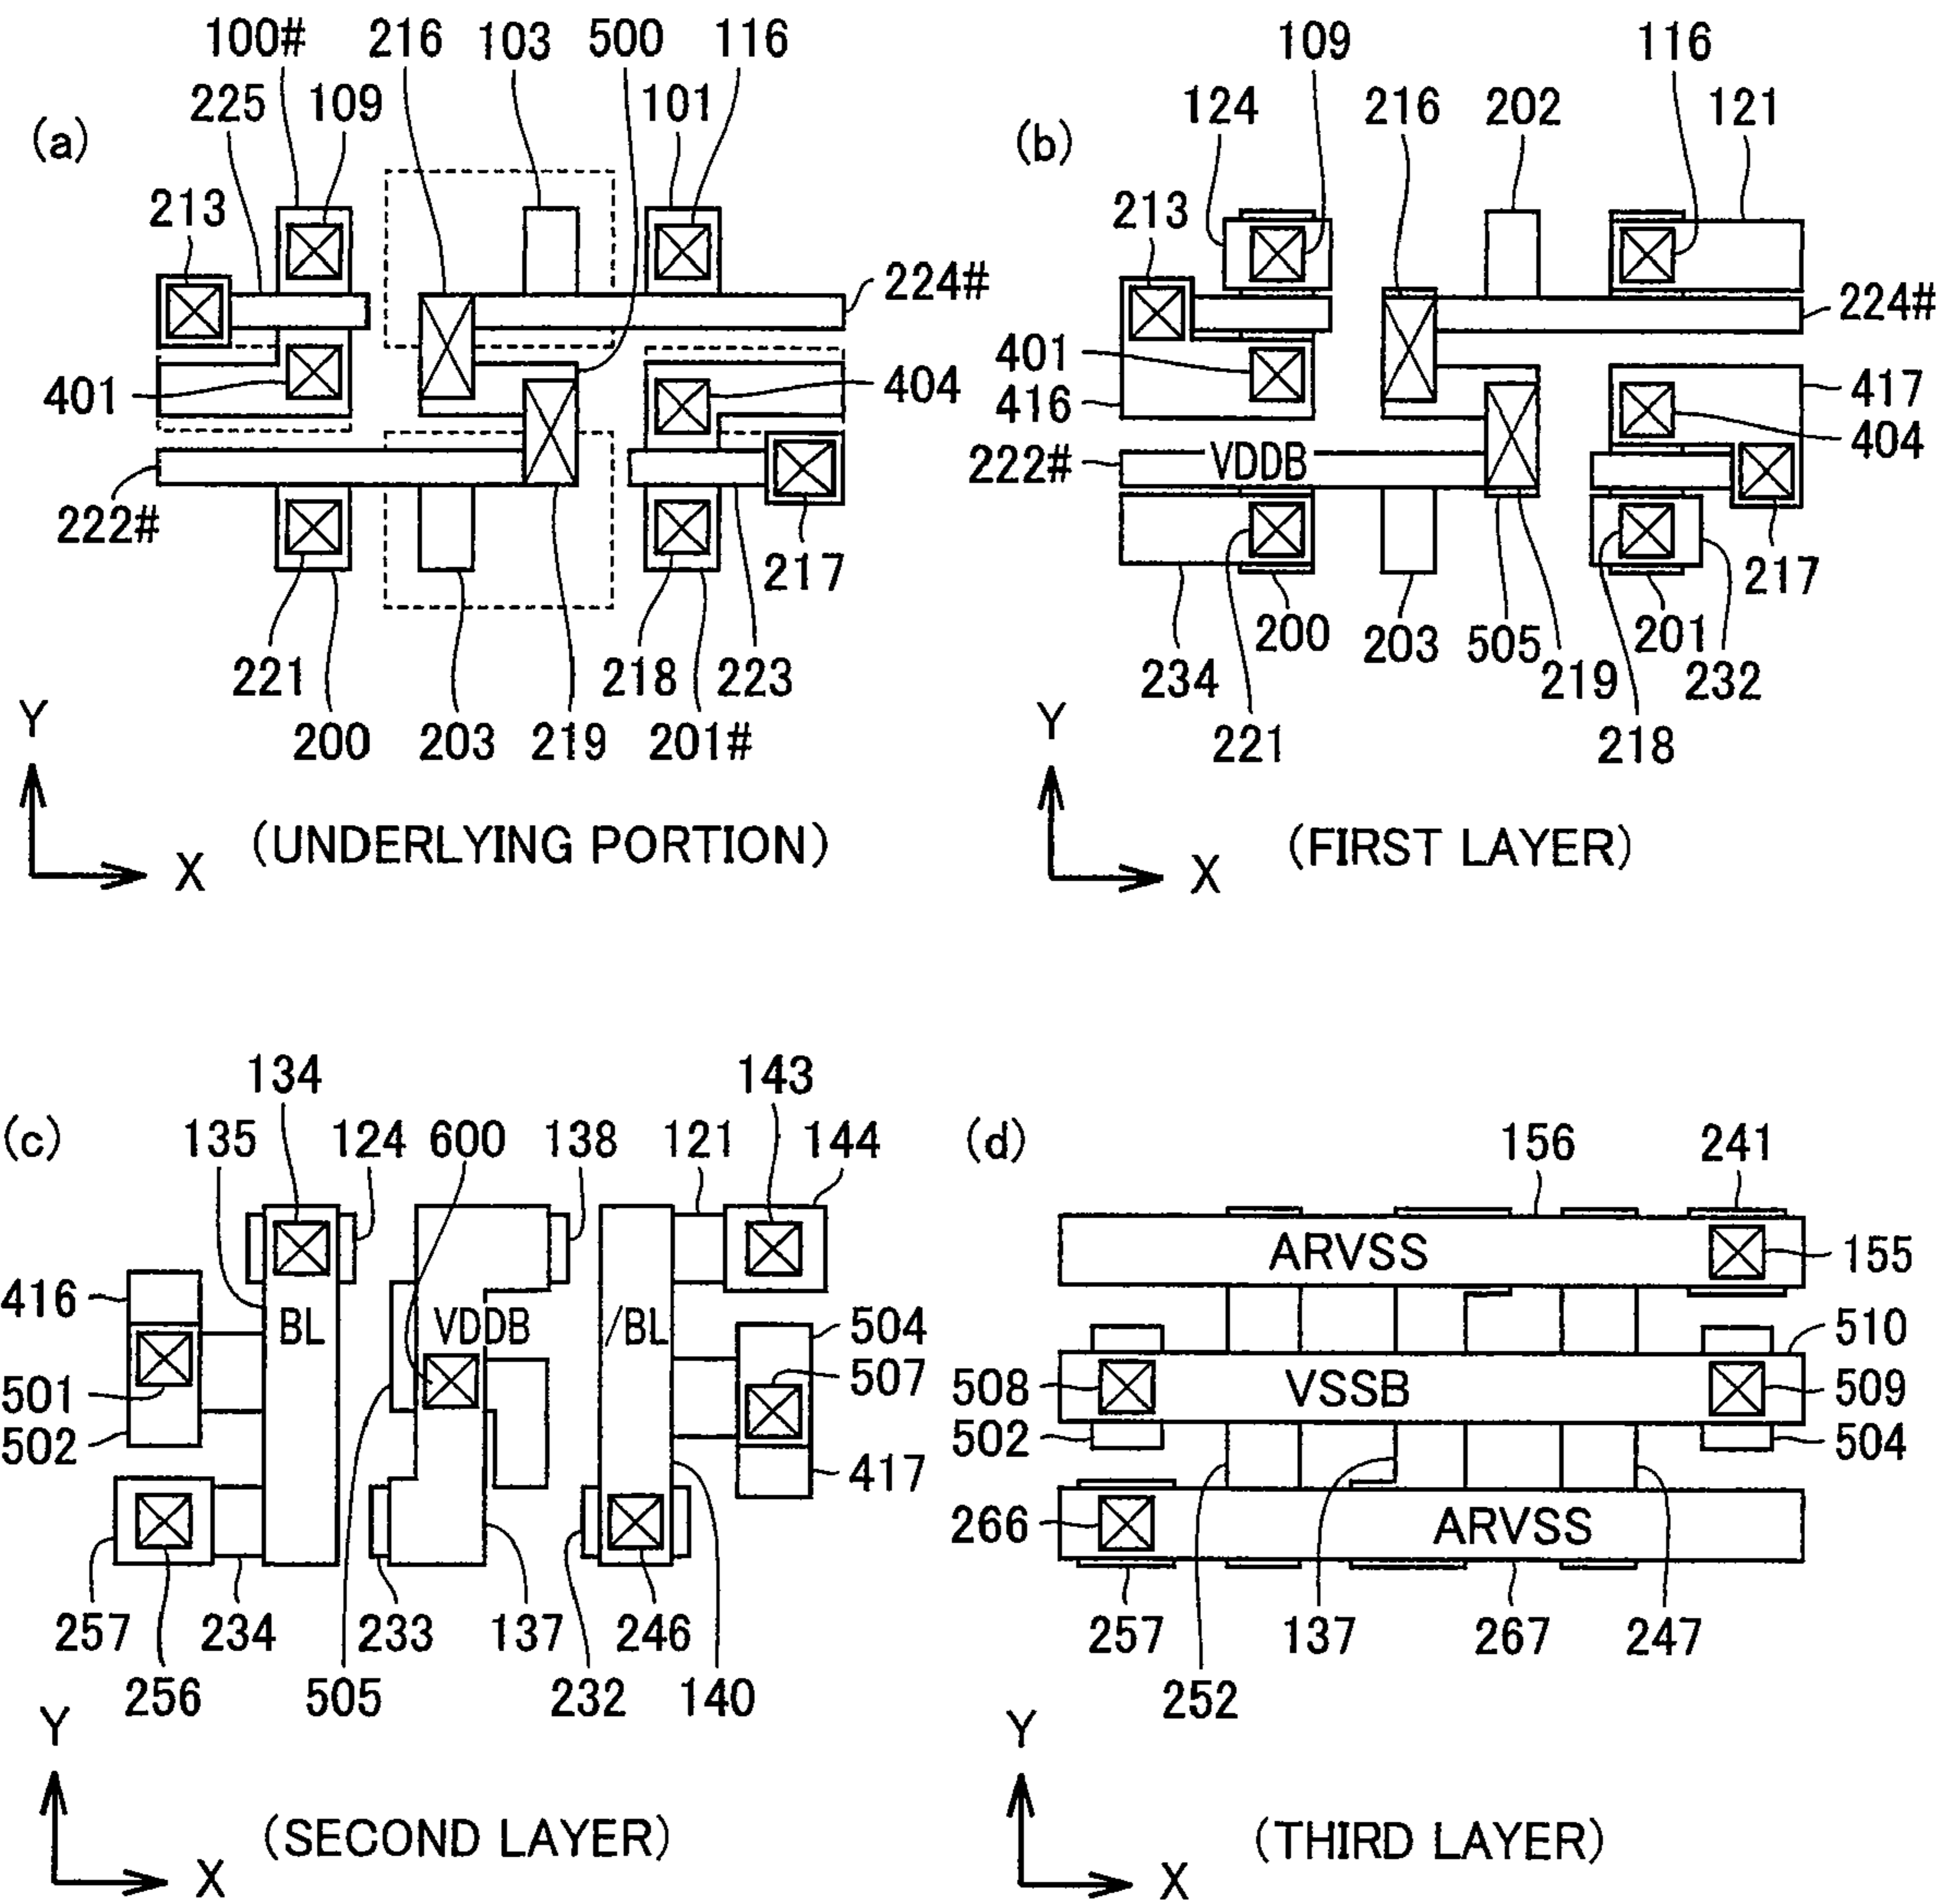 (a)
100# 216 103 500 116
225 109 101
213
224#
401 404
222#
217
221 218 223
200 203 219 201#
Y
X
(UNDERLYING PORTION)
(b)
109 116
124 216 202 121
213
224#
401
416
417
404
222# VDDB
217
200 203 505 201
234 219 232
221 218
Y
X
(FIRST LAYER)
(c)
134 143
135 124 600 138 121 144
416
BL VDDB /BL
504
507
501
502
417
257 234 233 137 246
256 505 232 140
Y
X
(SECOND LAYER)
(d)
156 241
ARVSS
155
510
508 VSSB 509
502 504
266 ARVSS
257 137 267 247
252
Y
X
(THIRD LAYER)